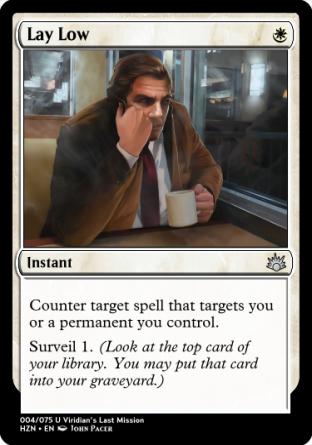 Lay Low
Instant
Counter target spell that targets you
or a permanent you control.
Surveil 1. (Look at the top card of
your library. You may put that card
into your graveyard.)
004/075 U Viridian's Last Mission
HZN • EN John Pacer